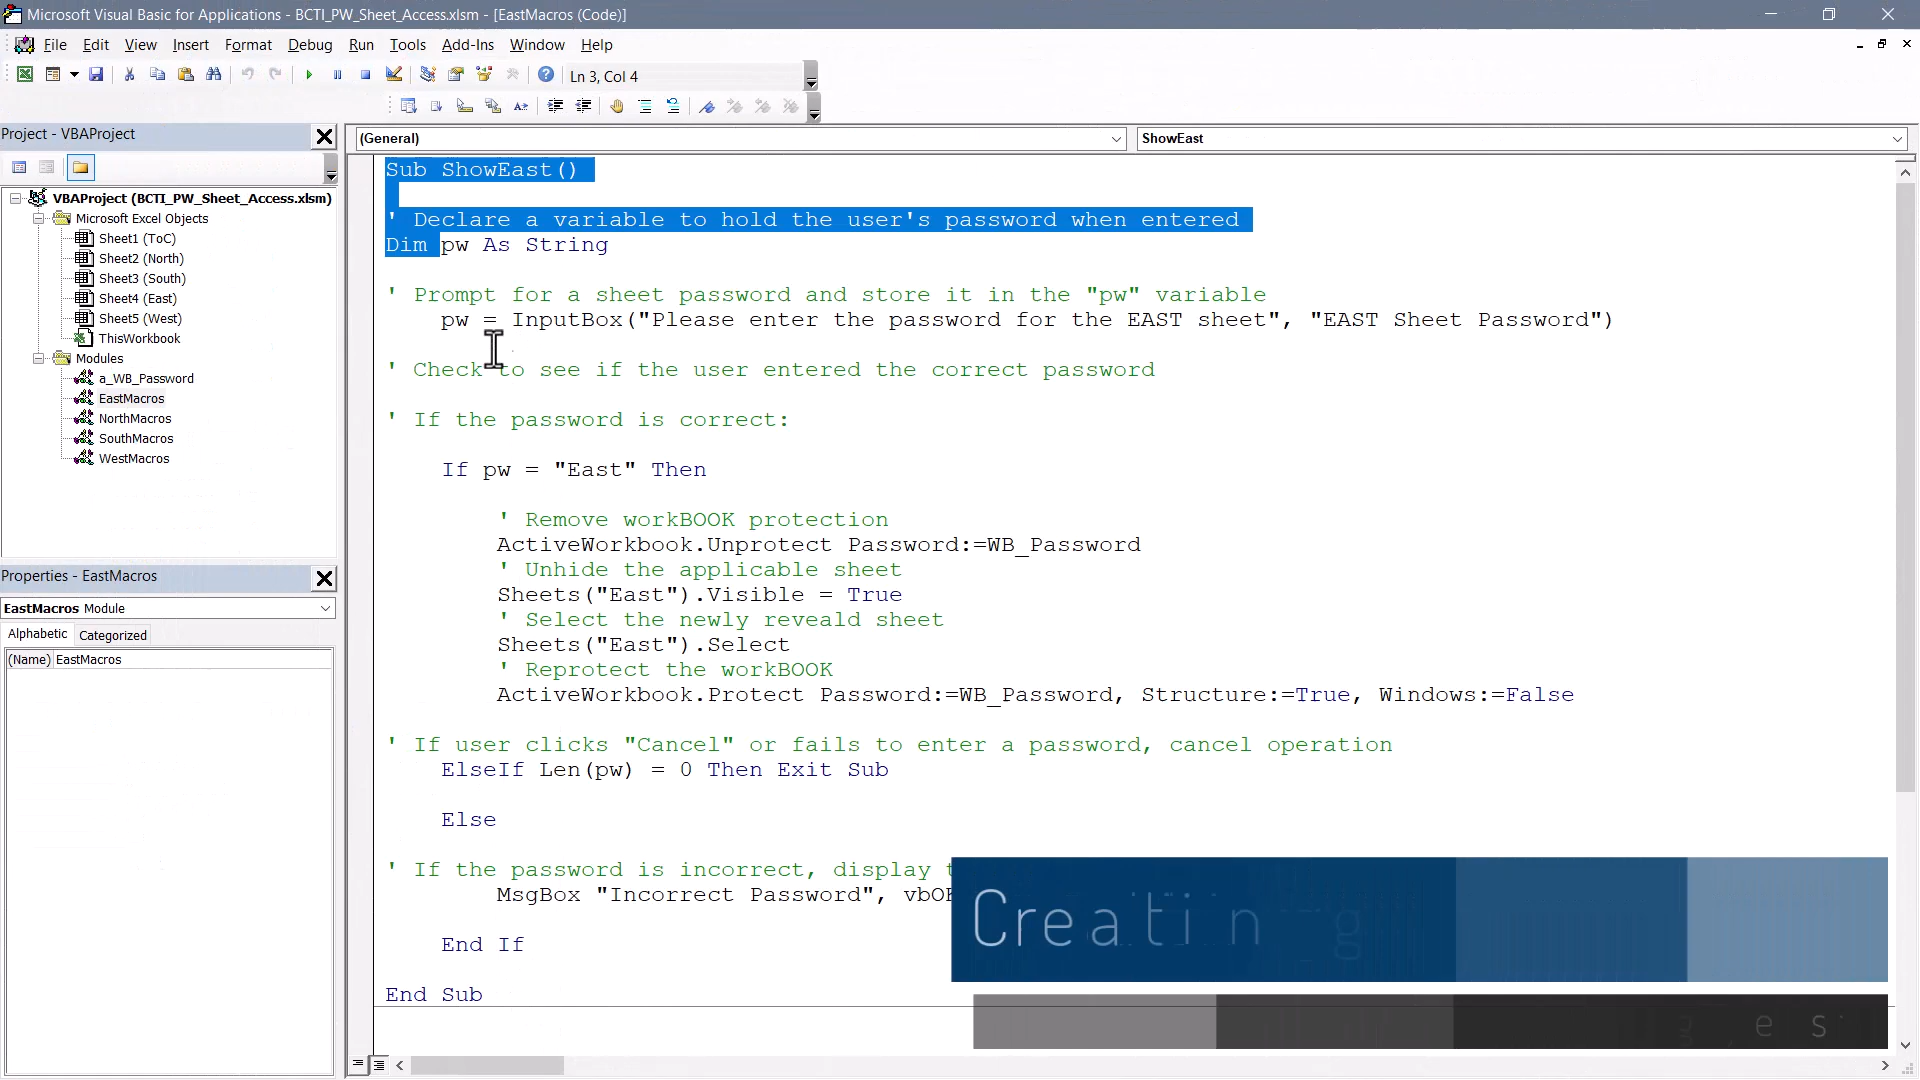 Microsoft Visual Basic for Applications - BCTI_PW_Sheet_Access.xlsm - [EastMacros (Code)]
File Edit View Insert Format Debug Run Tools Add-Ins Window Help
Ln 3, Col 4
Project - VBAProject
VBAProject (BCTI_PW_Sheet_Access.xlsm)
Microsoft Excel Objects
Sheet1 (ToC)
Sheet2 (North)
Sheet3 (South)
Sheet4 (East)
Sheet5 (West)
ThisWorkbook
Modules
a_WB_Password
EastMacros
NorthMacros
SouthMacros
WestMacros
Properties - EastMacros
EastMacros Module
Alphabetic Categorized
(Name) EastMacros
(General) ShowEast
Sub ShowEast()
' Declare a variable to hold the user's password when entered
Dim pw As String
' Prompt for a sheet password and store it in the "pw" variable
pw = InputBox("Please enter the password for the EAST sheet", "EAST Sheet Password")
' Check to see if the user entered the correct password
' If the password is correct:
If pw = "East" Then
' Remove workBOOK protection
ActiveWorkbook.Unprotect Password:=WB_Password
' Unhide the applicable sheet
Sheets("East").Visible = True
' Select the newly reveald sheet
Sheets("East").Select
' Reprotect the workBOOK
ActiveWorkbook.Protect Password:=WB_Password, Structure:=True, Windows:=False
' If user clicks "Cancel" or fails to enter a password, cancel operation
ElseIf Len(pw) = 0 Then Exit Sub
Else
' If the password is incorrect, display
MsgBox "Incorrect Password",
End If
End Sub
Creating